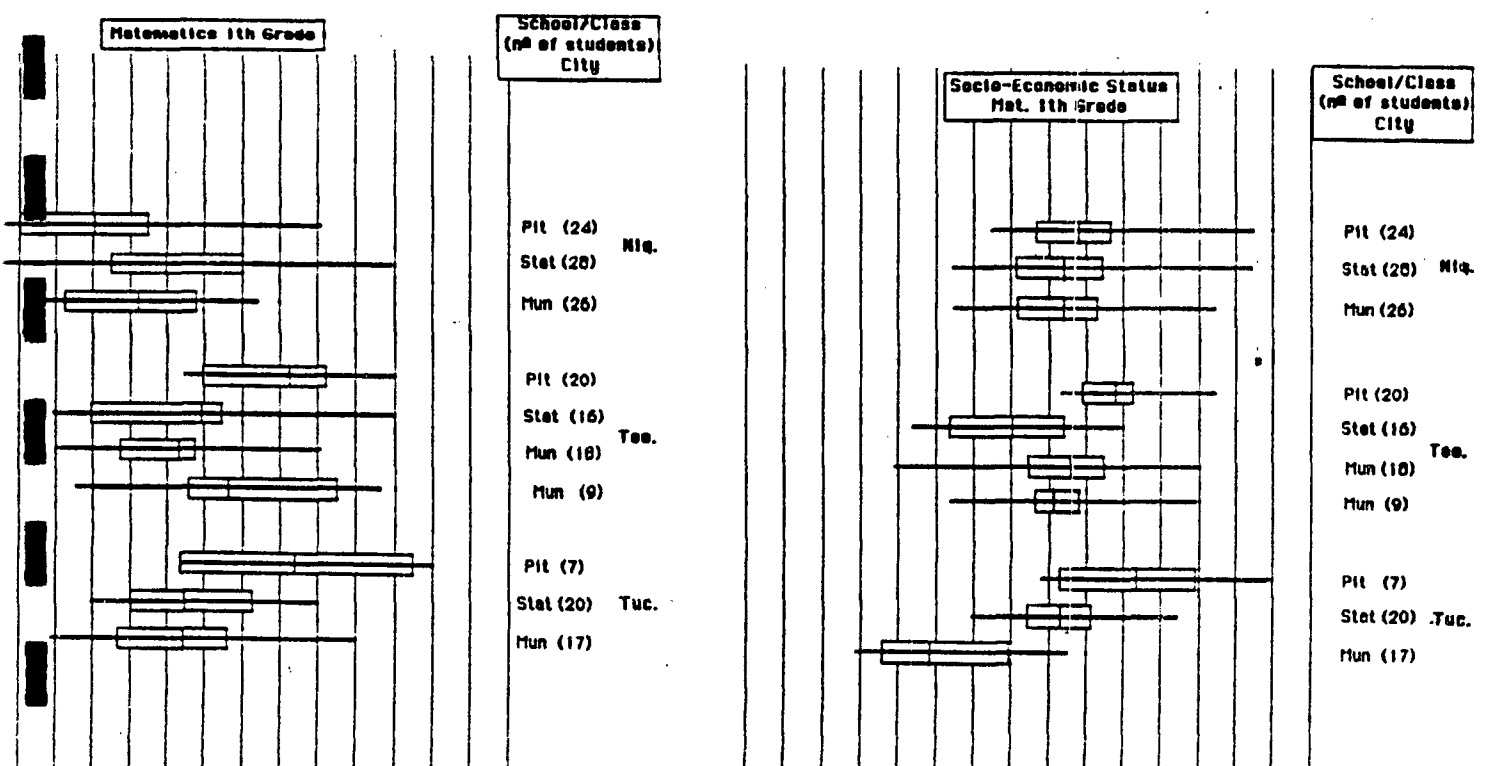 Matematics 1th Grade
School/Class
(nº of students)
City
Pit (24)
Niq.
Stat (28)
Mun (26)
Pit (20)
Stat (16)
Tee.
Mun (18)
Mun (9)
Pit (7)
Stat (20) Tuc.
Mun (17)
Socio-Economic Status
Mat. 1th Grade
School/Class
(nº of students)
City
Pit (24)
Stat (28) Niq.
Mun (26)
Pit (20)
Stat (16)
Tee.
Mun (18)
Mun (9)
Pit (7)
Stat (20) .Tuc.
Mun (17)